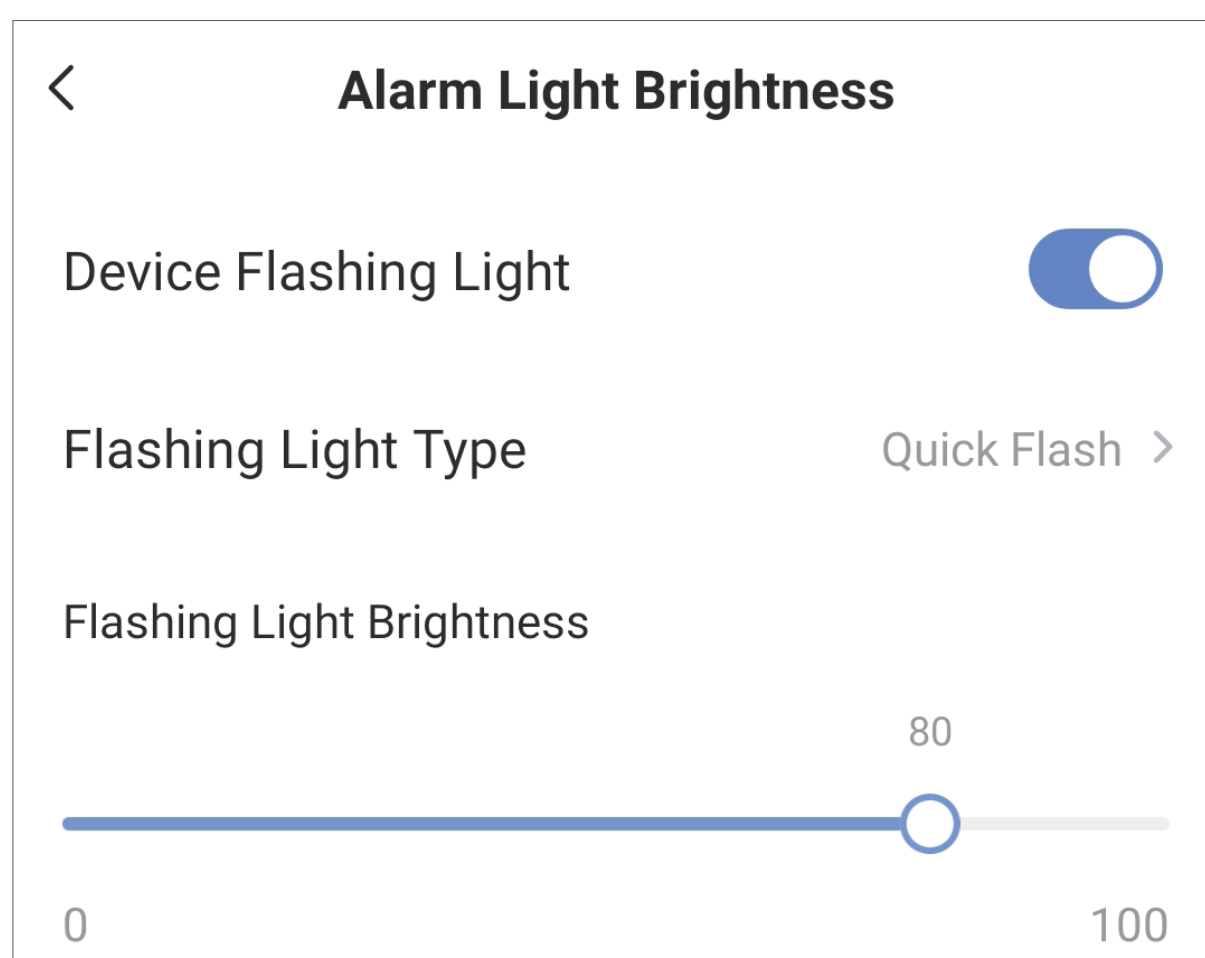 Alarm Light Brightness
Device Flashing Light
Flashing Light Type Quick Flash
Flashing Light Brightness
80
0 100